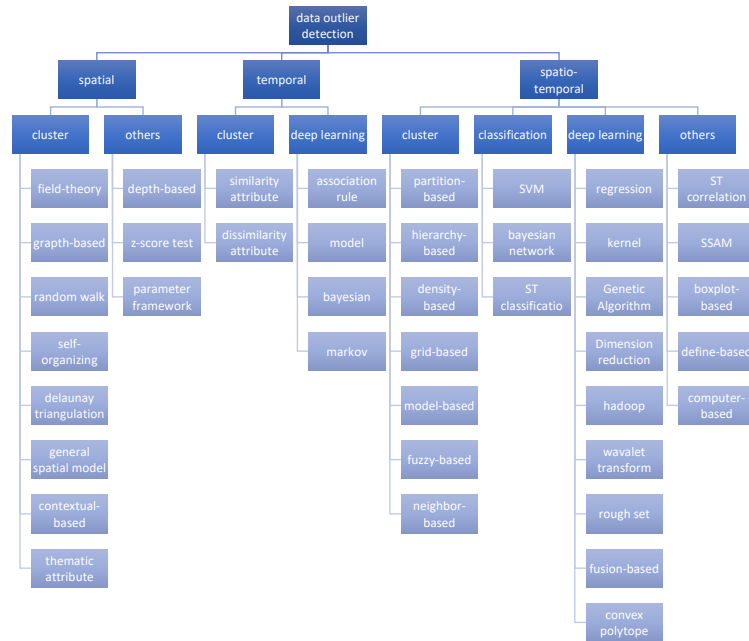 data outlier
detection
spatial
temporal
spatio-
temporal
cluster
others
cluster
deep learning
cluster
classification
deep learning
others
field-theory
grapth-based
random walk
self-
organizing
delaunay
triangulation
general
spatial model
contextual-
based
thematic
attribute
depth-based
z-score test
parameter
framework
similarity
attribute
dissimilarity
attribute
association
rule
model
bayesian
markov
partition-
based
hierarchy-
based
density-
based
grid-based
model-based
fuzzy-based
neighbor-
based
SVM
bayesian
network
ST
classificatio
regression
kernel
Genetic
Algorithm
Dimension
reduction
hadoop
wavalet
transform
rough set
fusion-based
convex
polytope
ST
correlation
SSAM
boxplot-
based
define-based
computer-
based